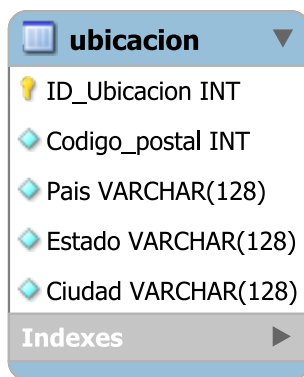 ubicacion
ID_Ubicacion INT
Codigo_postal INT
Pais VARCHAR(128)
Estado VARCHAR(128)
Ciudad VARCHAR(128)
Indexes